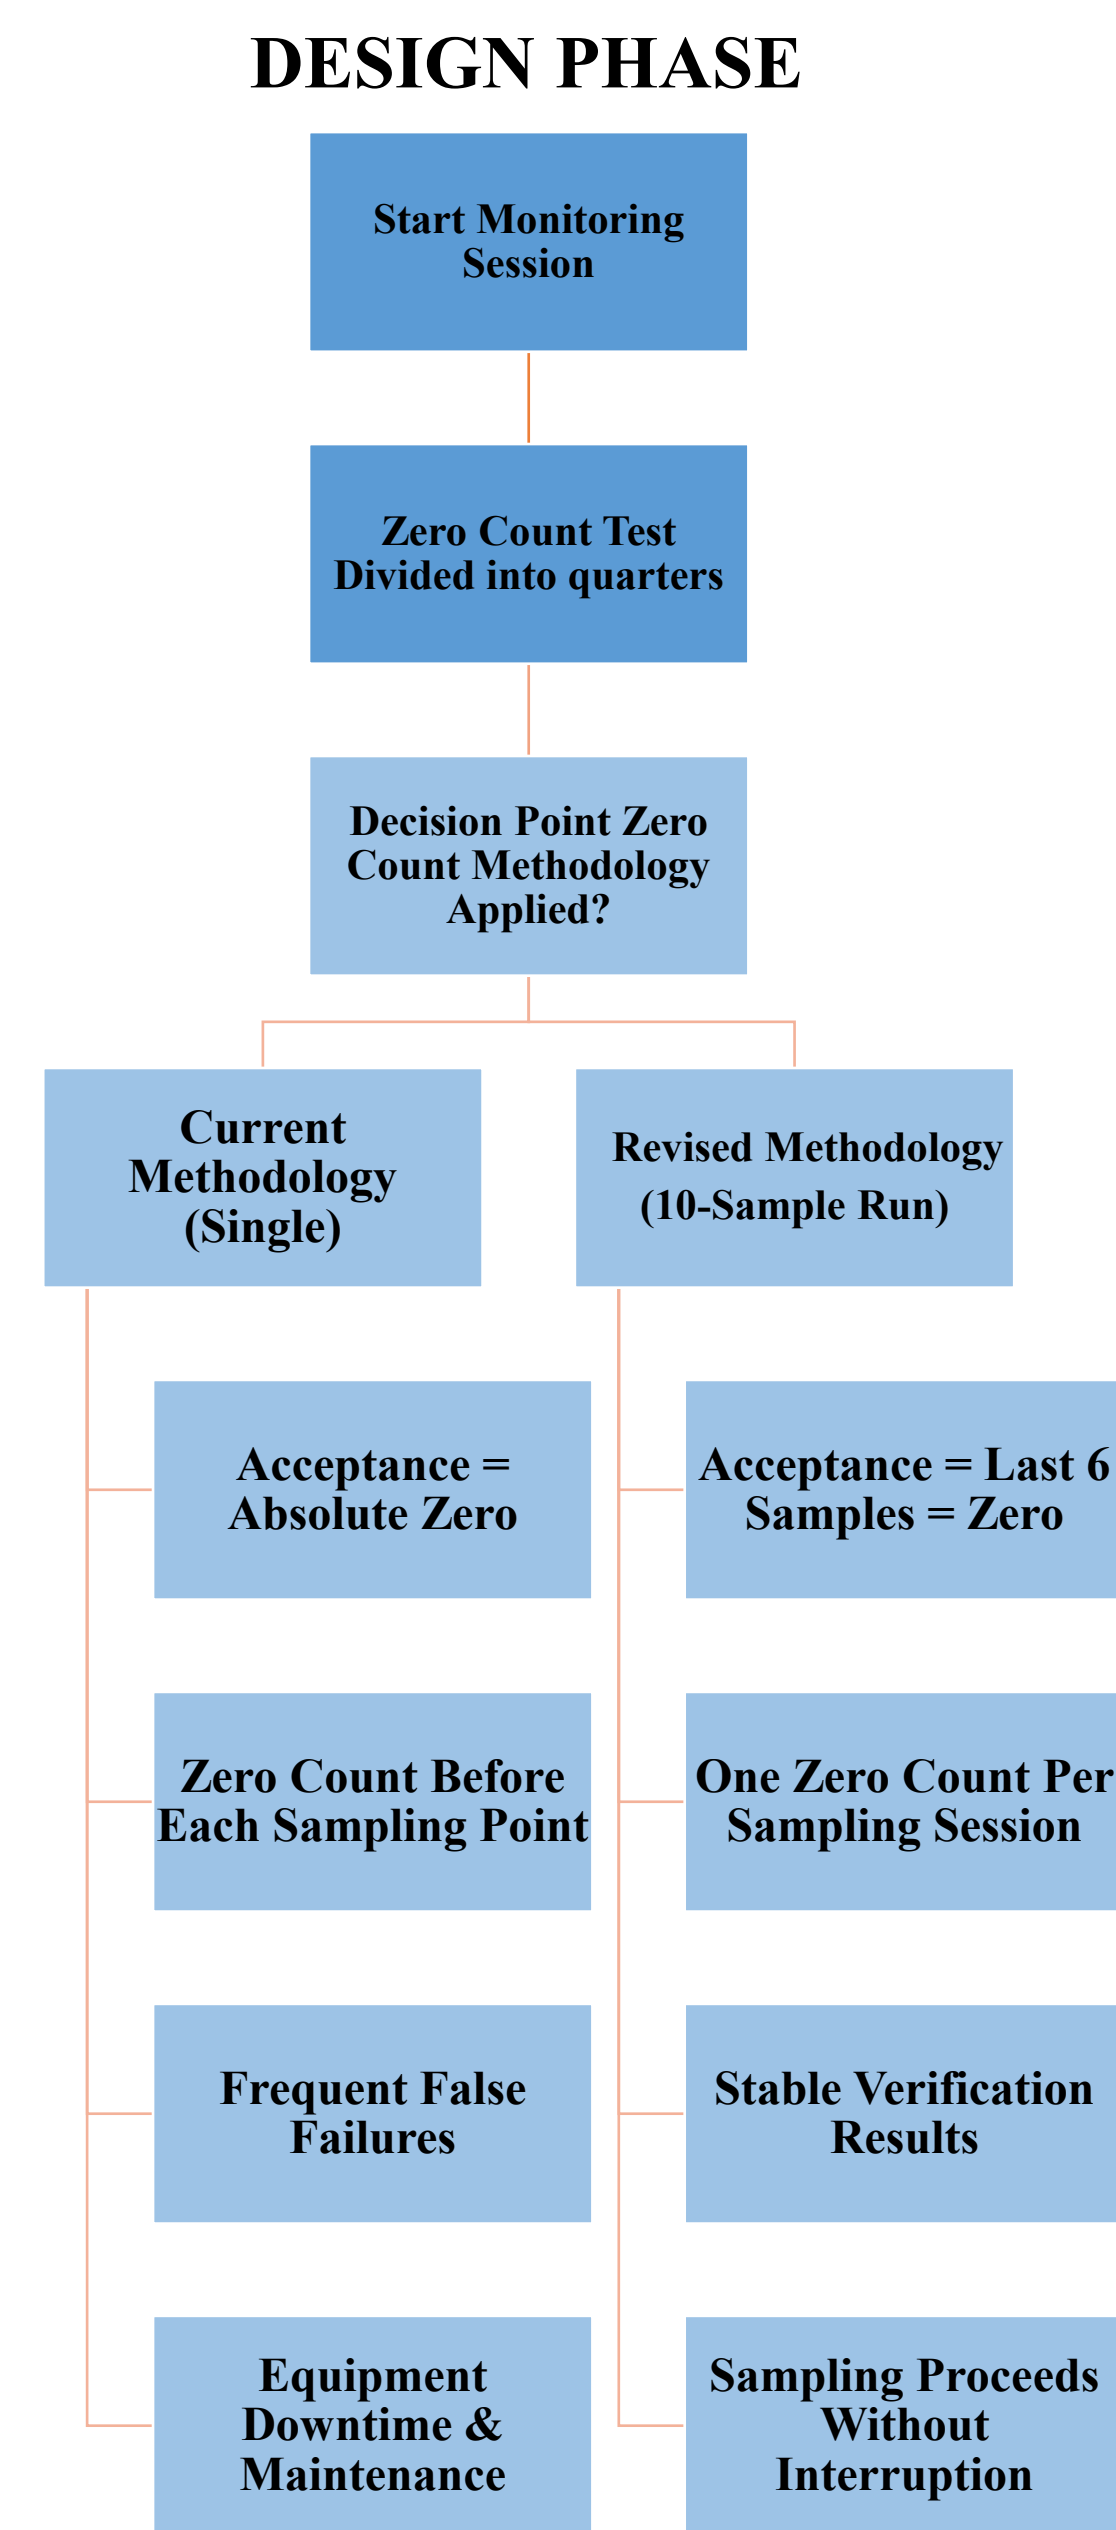 DESIGN PHASE
Start Monitoring
Session
Zero Count Test
Divided into quarters
Decision Point Zero
Count Methodology
Applied?
Current
Methodology
(Single)
Revised Methodology
(10-Sample Run)
Acceptance =
Absolute Zero
Acceptance = Last 6
Samples = Zero
Zero Count Before
Each Sampling Point
One Zero Count Per
Sampling Session
Frequent False
Failures
Stable Verification
Results
Equipment
Downtime &
Maintenance
Sampling Proceeds
Without
Interruption